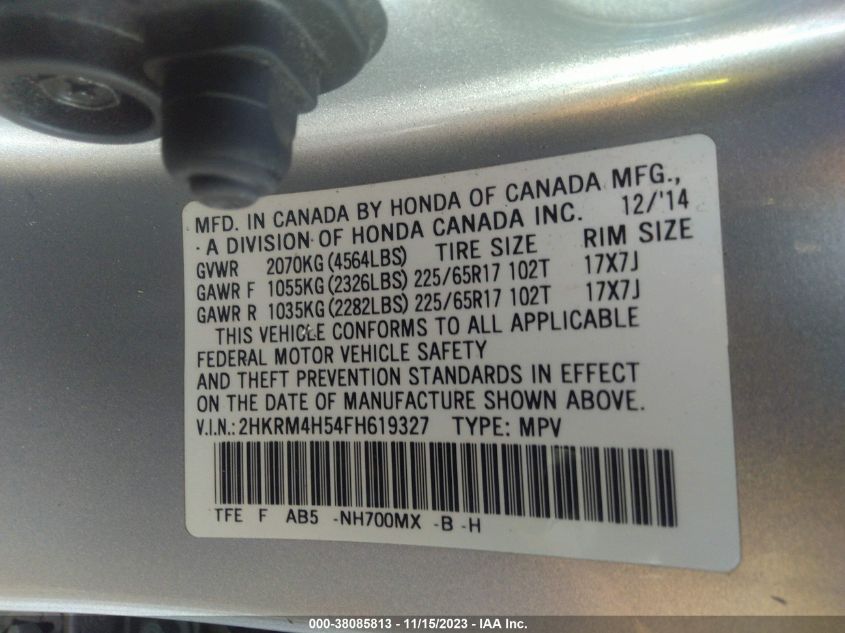 MFD. IN CANADA BY HONDA OF CANADA MFG.,
· A DIVISION OF HONDA CANADA INC. 12/'14
TIRE SIZE RIM SIZE
GVWR 2070KG (4564LBS)
GAWR F 1055KG (2326LBS) 225/65R17 102T 17X7J
GAWR R 1035KG (2282LBS) 225/65R17 102T 17X7J
THIS VEHICLE CONFORMS TO ALL APPLICABLE
FEDERAL MOTOR VEHICLE SAFETY
AND THEFT PREVENTION STANDARDS IN EFFECT
ON THE DATE OF MANUFACTURE SHOWN ABOVE.
V.I.N.: 2HKRM4H54FH619327 TYPE: MPV
TFE F AB5 -NH700MX -B -H
000-38085813 - 11/15/2023 - IAA Inc.